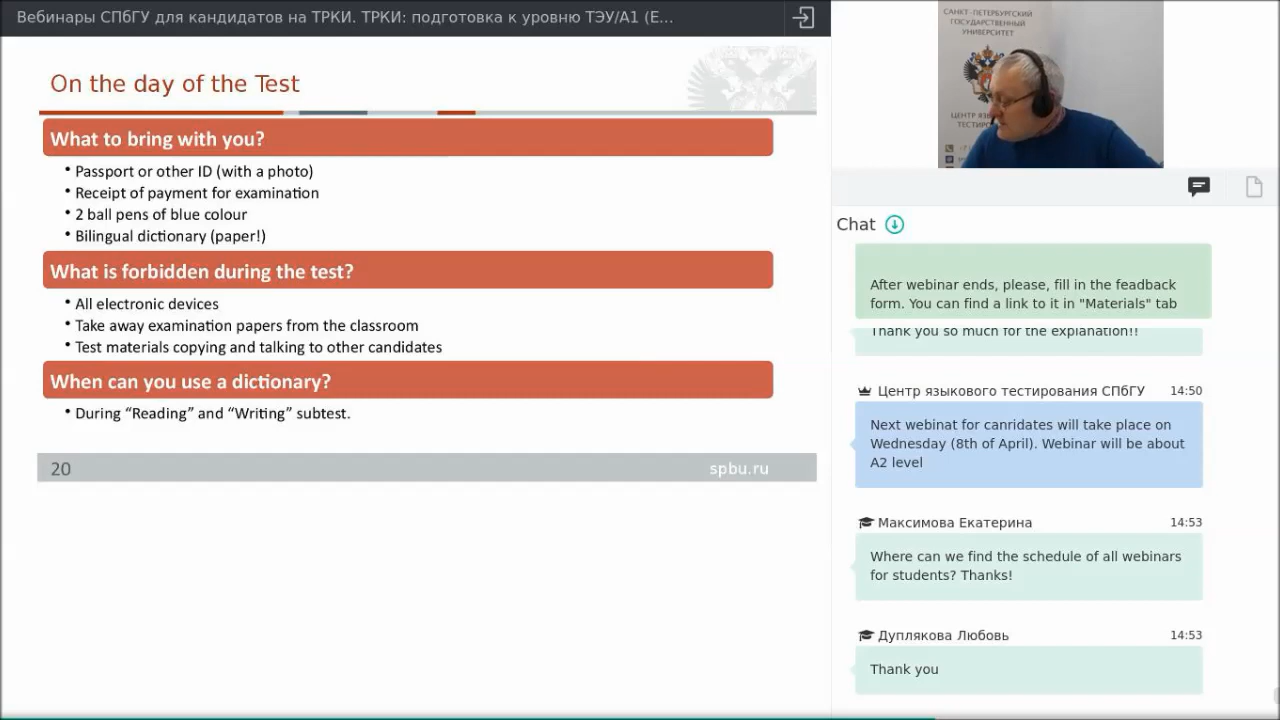 Вебинары СПбГУ для кандидатов на ТРКИ. ТРКИ: подготовка к уровню ТЭУ/А1 (Е...
On the day of the Test
What to bring with you?
• Passport or other ID (with a photo)
• Receipt of payment for examination
• 2 ball pens of blue colour
• Bilingual dictionary (paper!)
What is forbidden during the test?
• All electronic devices
• Take away examination papers from the classroom
• Test materials copying and talking to other candidates
When can you use a dictionary?
• During “Reading” and “Writing” subtest.
20
spbu.ru
САНКТ-ПЕТЕРБУРГСКИЙ
ГОСУДАРСТВЕННЫЙ
УНИВЕРСИТЕТ
Chat
After webinar ends, please, fill in the feadback
form. You can find a link to it in "Materials" tab
Thank you so much for the explanation!!
Центр языкового тестирования СПбГУ 14:50
Next webinat for canridates will take place on
Wednesday (8th of April). Webinar will be about
A2 level
Максимова Екатерина 14:53
Where can we find the schedule of all webinars
for students? Thanks!
Дуплякова Любовь 14:53
Thank you